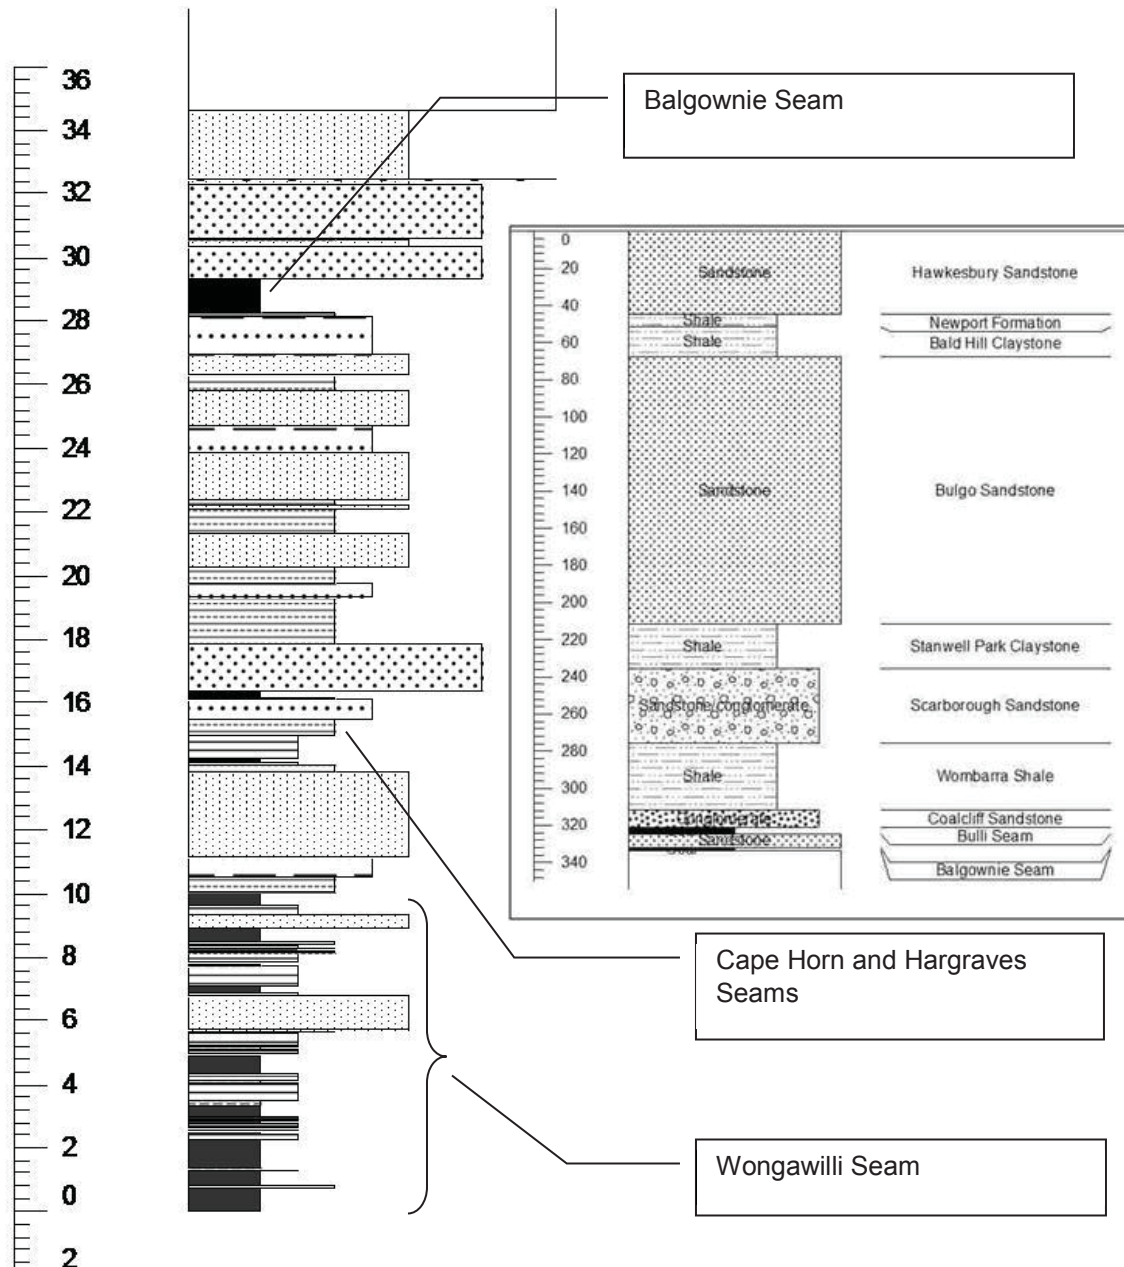 36
34
32
30
28
26
24
22
20
18
16
14
12
10
8
6
4
2
0
2
Balgownie Seam
0
20
40
60
80
100
120
140
160
180
200
220
240
260
280
300
320
340
Sandstone
Shale
Shale
Sandstone
Shale
Sandstone/conglomerate
Shale
Conglomerate
Sandstone
Coal
Hawkesbury Sandstone
Newport Formation
Bald Hill Claystone
Bulgo Sandstone
Stanwell Park Claystone
Scarborough Sandstone
Wombarra Shale
Coalcliff Sandstone
Bulli Seam
Balgownie Seam
Cape Horn and Hargraves
Seams
Wongawilli Seam